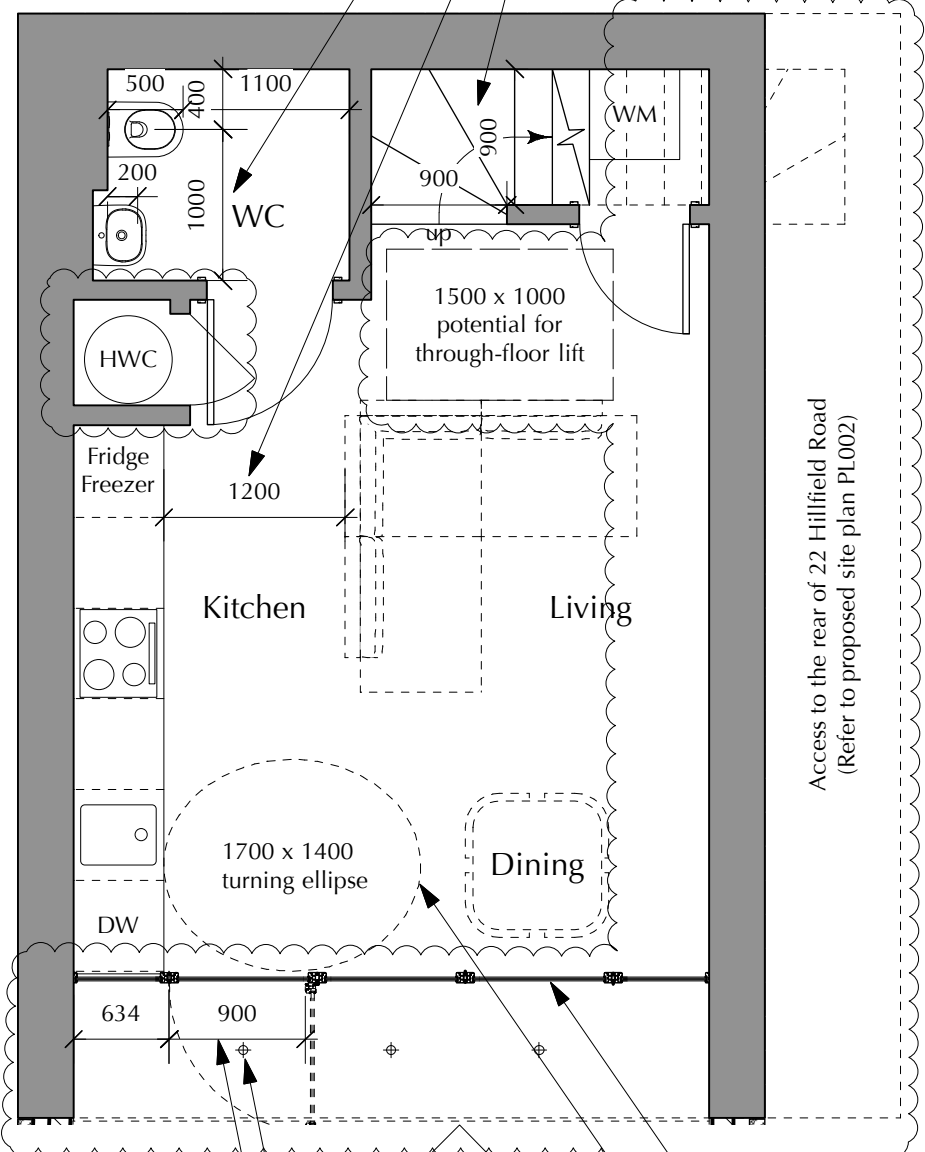 500
400
1100
WM
900
900
200
1000
WC
up
1500 x 1000
potential for
through-floor lift
HWC
Fridge
Freezer
1200
Kitchen
Living
Access to the rear of 22 Hillfield Road
(Refer to proposed site plan PL002)
1700 x 1400
turning ellipse
Dining
DW
634
900